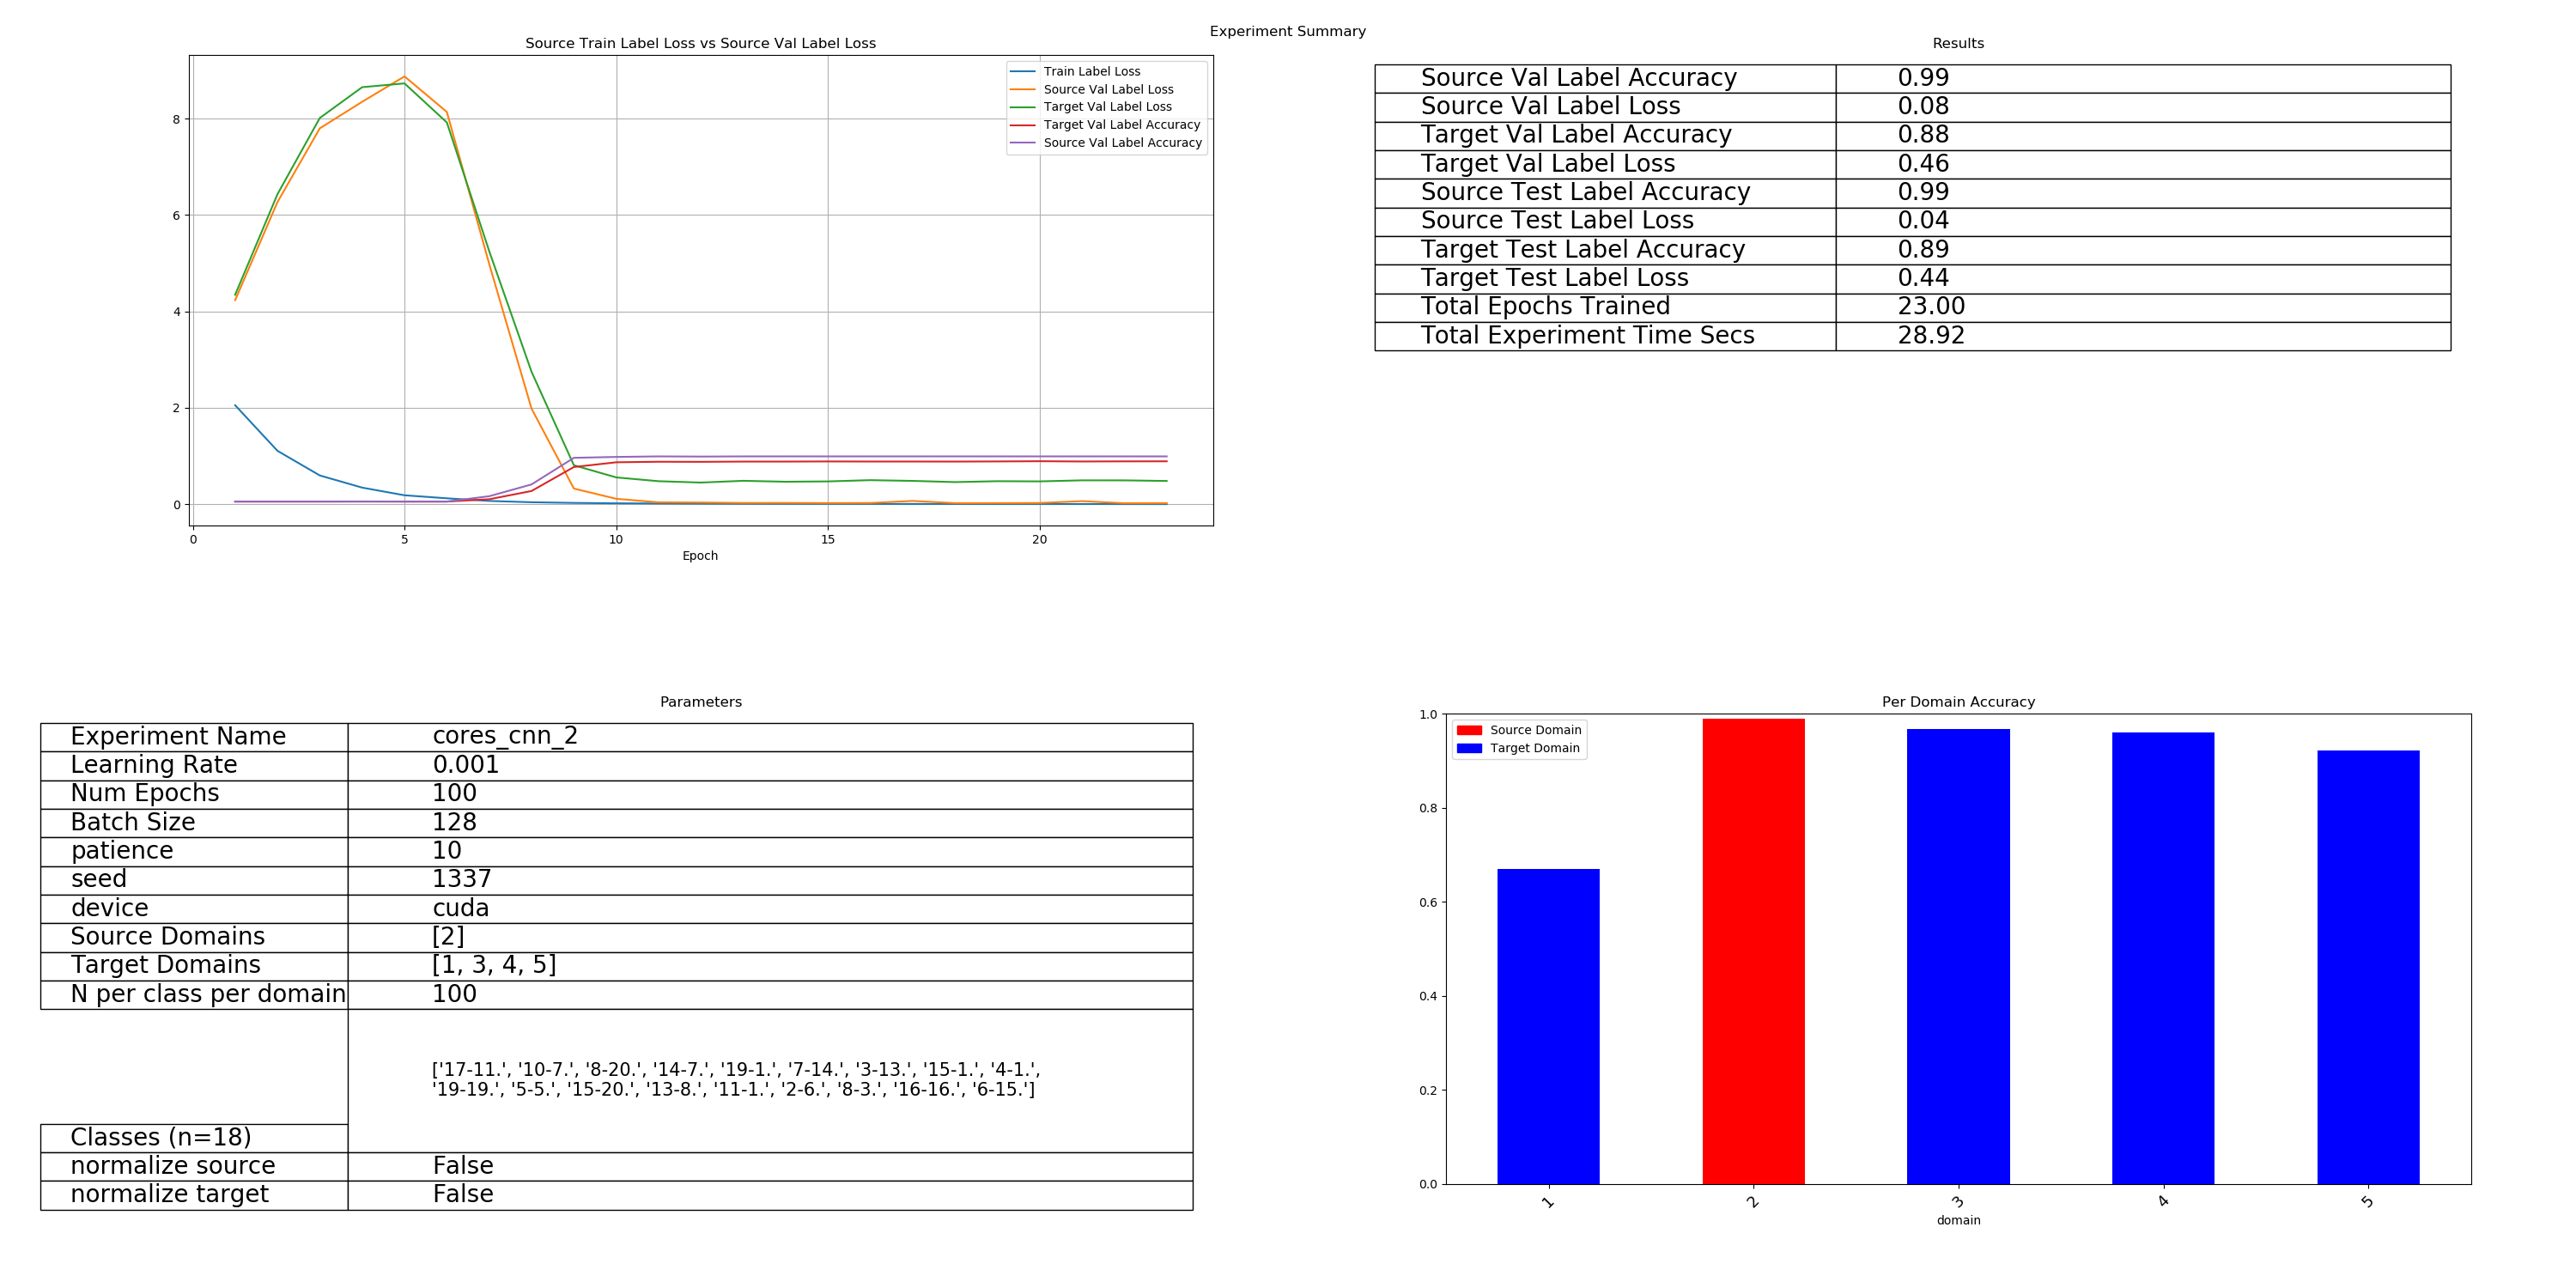 Experiment Summary
Source Train Label Loss vs Source Val Label Loss
Train Label Loss
Source Val Label Loss
Target Val Label Loss
Target Val Label Accuracy
Source Val Label Accuracy
8
6
4
2
0
0 5 10 15 20
Epoch
Results
Source Val Label Accuracy 0.99
Source Val Label Loss 0.08
Target Val Label Accuracy 0.88
Target Val Label Loss 0.46
Source Test Label Accuracy 0.99
Source Test Label Loss 0.04
Target Test Label Accuracy 0.89
Target Test Label Loss 0.44
Total Epochs Trained 23.00
Total Experiment Time Secs 28.92
Parameters
Experiment Name cores_cnn_2
Learning Rate 0.001
Num Epochs 100
Batch Size 128
patience 10
seed 1337
device cuda
Source Domains [2]
Target Domains [1, 3, 4, 5]
N per class per domain 100
['17-11.', '10-7.', '8-20.', '14-7.', '19-1.', '7-14.', '3-13.', '15-1.', '4-1.',
'19-19.', '5-5.', '15-20.', '13-8.', '11-1.', '2-6.', '8-3.', '16-16.', '6-15.']
Classes (n=18)
normalize source False
normalize target False
Per Domain Accuracy
Source Domain
Target Domain
1.0
0.8
0.6
0.4
0.2
0.0
1 2 3 4 5
domain